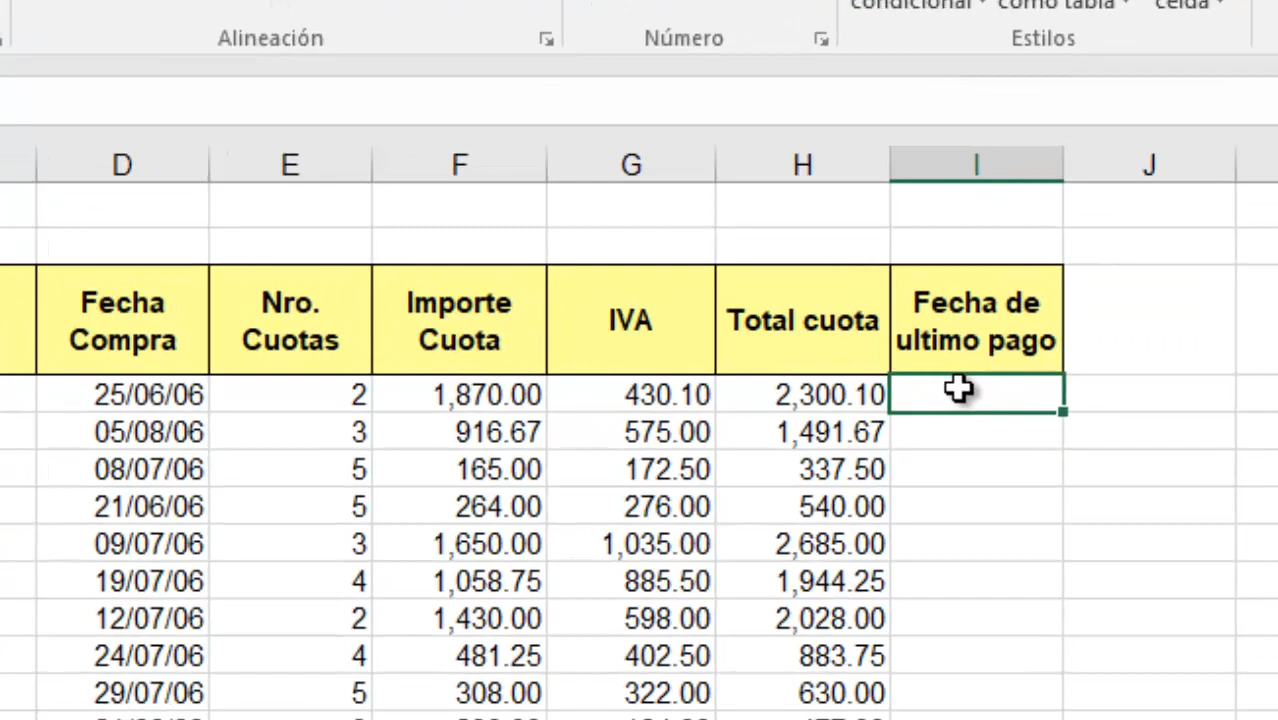 condicional como tabla celda
Alineación Número Estilos
D E F G H I J
Fecha Compra Nro. Cuotas Importe Cuota IVA Total cuota Fecha de ultimo pago
25/06/06 2 1,870.00 430.10 2,300.10
05/08/06 3 916.67 575.00 1,491.67
08/07/06 5 165.00 172.50 337.50
21/06/06 5 264.00 276.00 540.00
09/07/06 3 1,650.00 1,035.00 2,685.00
19/07/06 4 1,058.75 885.50 1,944.25
12/07/06 2 1,430.00 598.00 2,028.00
24/07/06 4 481.25 402.50 883.75
29/07/06 5 308.00 322.00 630.00